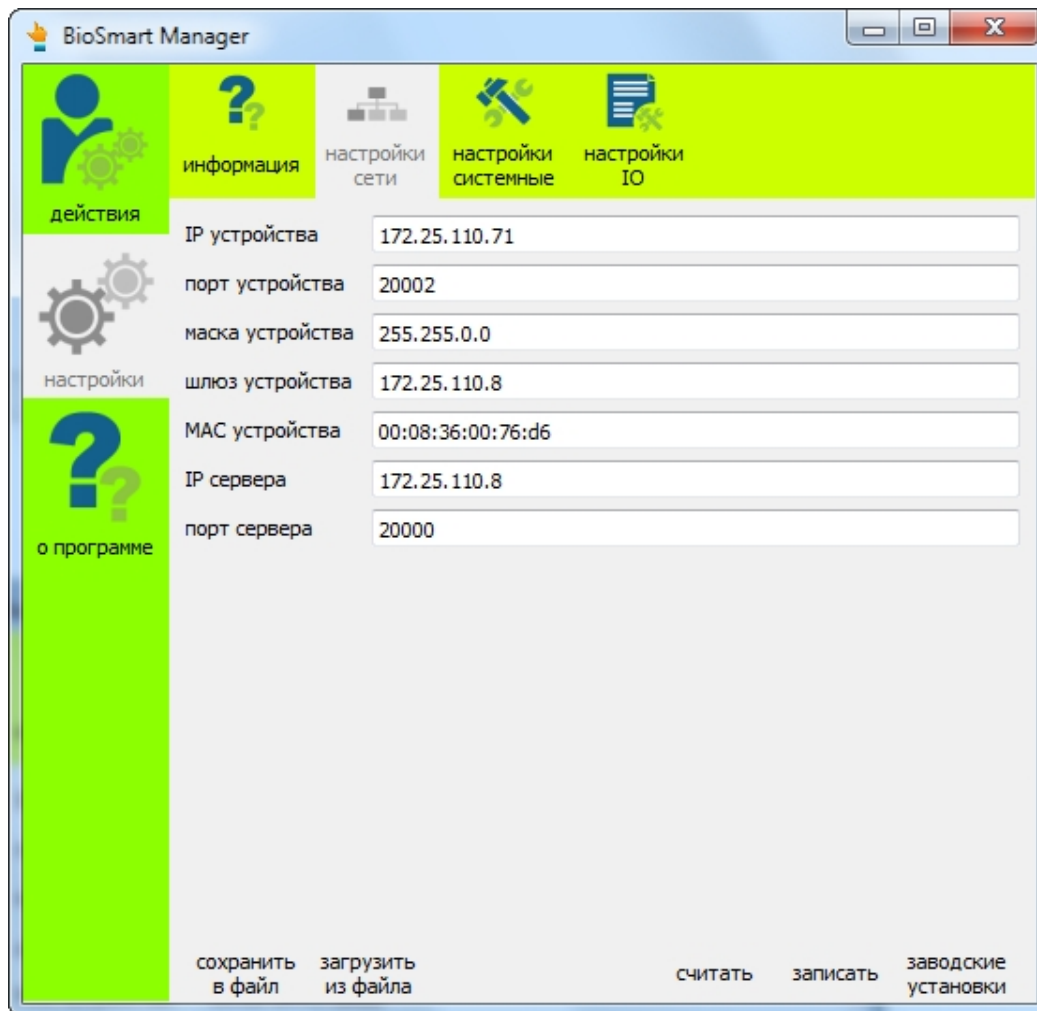 BioSmart Manager
действия
настройки
о программе
информация
настройки
сети
настройки
системные
настройки
IO
IP устройства 172.25.110.71
порт устройства 20002
маска устройства 255.255.0.0
шлюз устройства 172.25.110.8
MAC устройства 00:08:36:00:76:d6
IP сервера 172.25.110.8
порт сервера 20000
сохранить
в файл
загрузить
из файла
считать
записать
заводские
установки